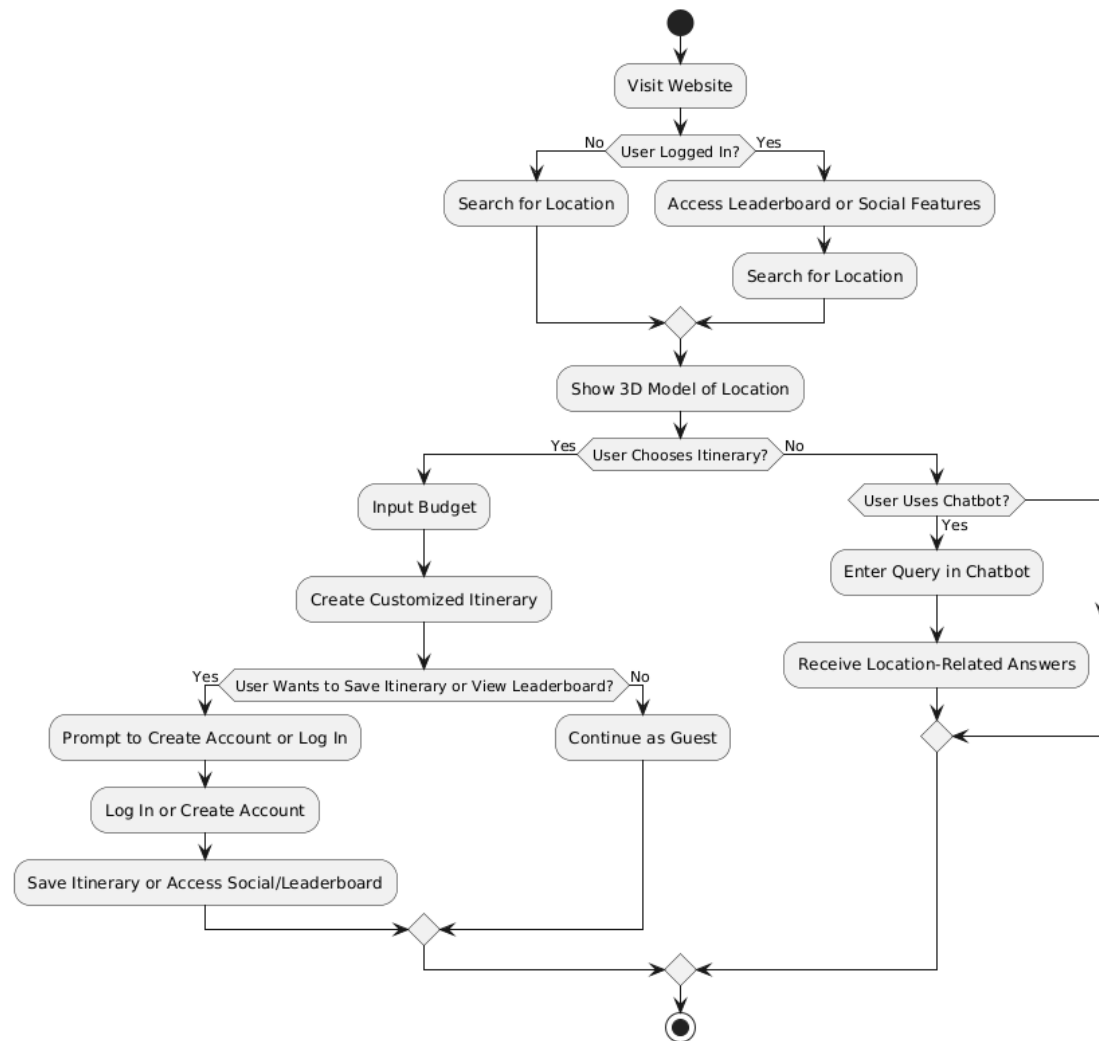 Visit Website
No
User Logged In?
Yes
Search for Location
Access Leaderboard or Social Features
Search for Location
Show 3D Model of Location
Yes
User Chooses Itinerary?
No
Input Budget
User Uses Chatbot?
Yes
Enter Query in Chatbot
Create Customized Itinerary
Receive Location-Related Answers
Yes
User Wants to Save Itinerary or View Leaderboard?
No
Prompt to Create Account or Log In
Continue as Guest
Log In or Create Account
Save Itinerary or Access Social/Leaderboard